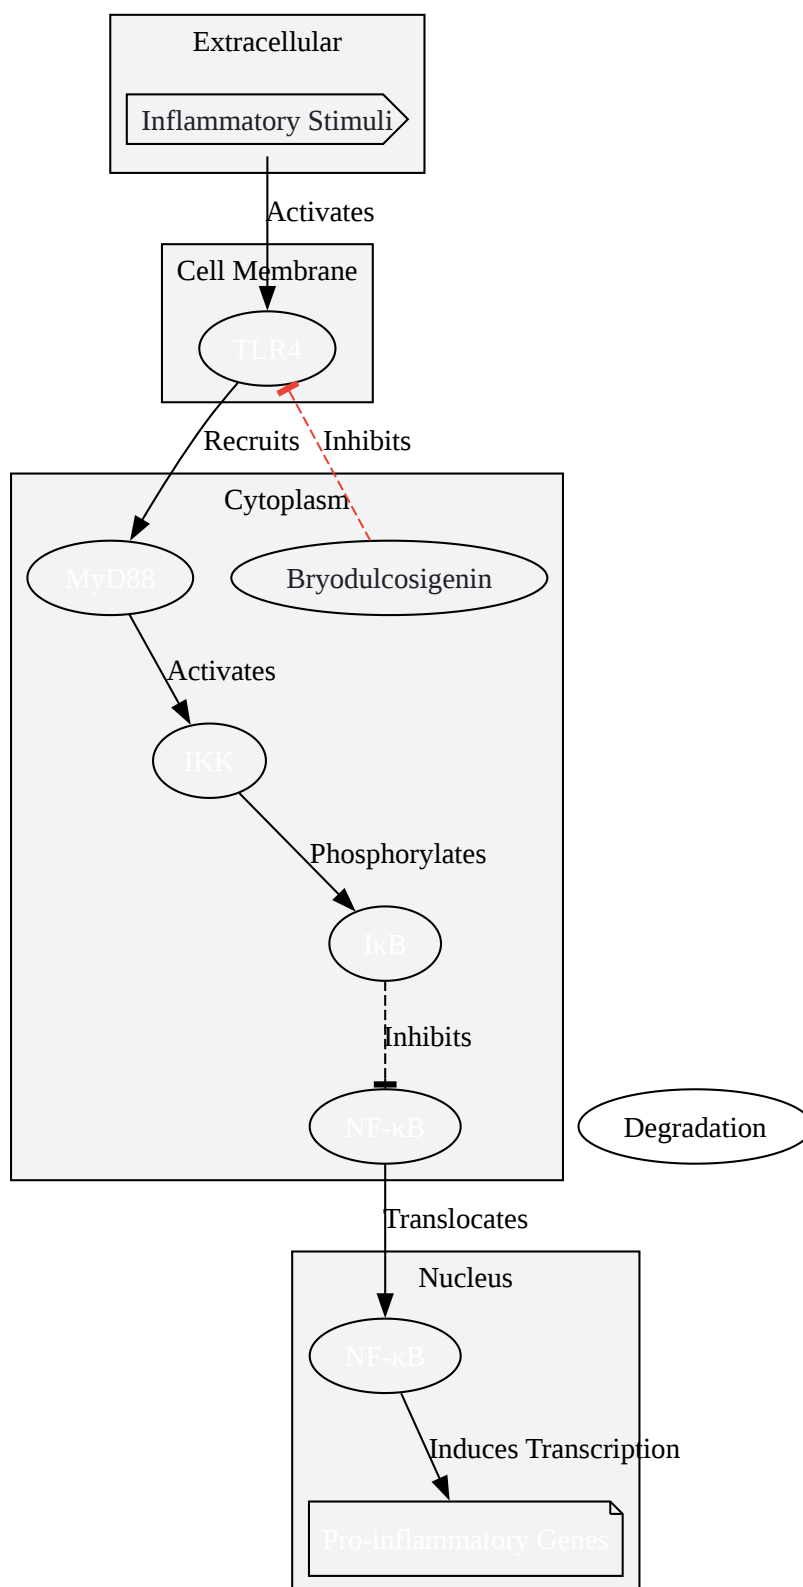 Extracellular
Inflammatory Stimuli
Activates
Cell Membrane
TLR4
Recruits
Inhibits
Cytoplasm
MyD88
Bryodulcosigenin
Activates
IKK
Phosphorylates
IκB
Inhibits
NF-κB
Degradation
Translocates
Nucleus
NF-κB
Induces Transcription
Pro-inflammatory Genes